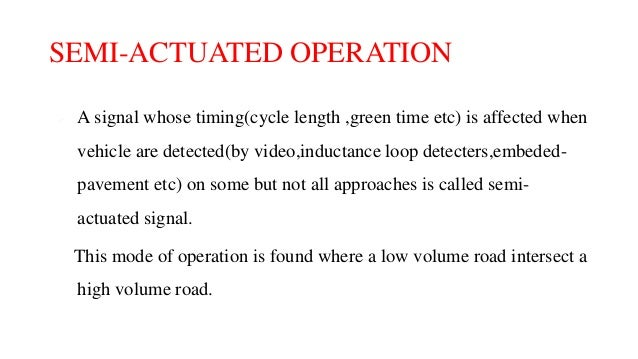 SEMI-ACTUATED OPERATION
A signal whose timing(cycle length ,green time etc) is affected when
vehicle are detected(by video,inductance loop detecters,embeded-
pavement etc) on some but not all approaches is called semi-
actuated signal.
This mode of operation is found where a low volume road intersect a
high volume road.